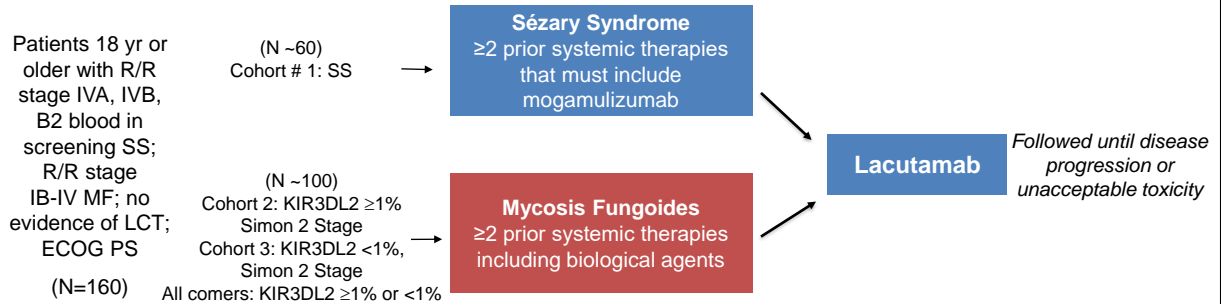 Patients 18 yr or
older with R/R
stage IVA, IVB,
B2 blood in
screening SS;
R/R stage
IB-IV MF; no
evidence of LCT;
ECOG PS
(N=160)
(N ~60)
Cohort # 1: SS
Sézary Syndrome
≥2 prior systemic therapies
that must include
mogamulizumab
(N ~100)
Cohort 2: KIR3DL2 ≥1%
Simon 2 Stage
Cohort 3: KIR3DL2 <1%,
Simon 2 Stage
All comers: KIR3DL2 ≥1% or <1%
Mycosis Fungoides
≥2 prior systemic therapies
including biological agents
Lacutamab
Followed until disease
progression or
unacceptable toxicity